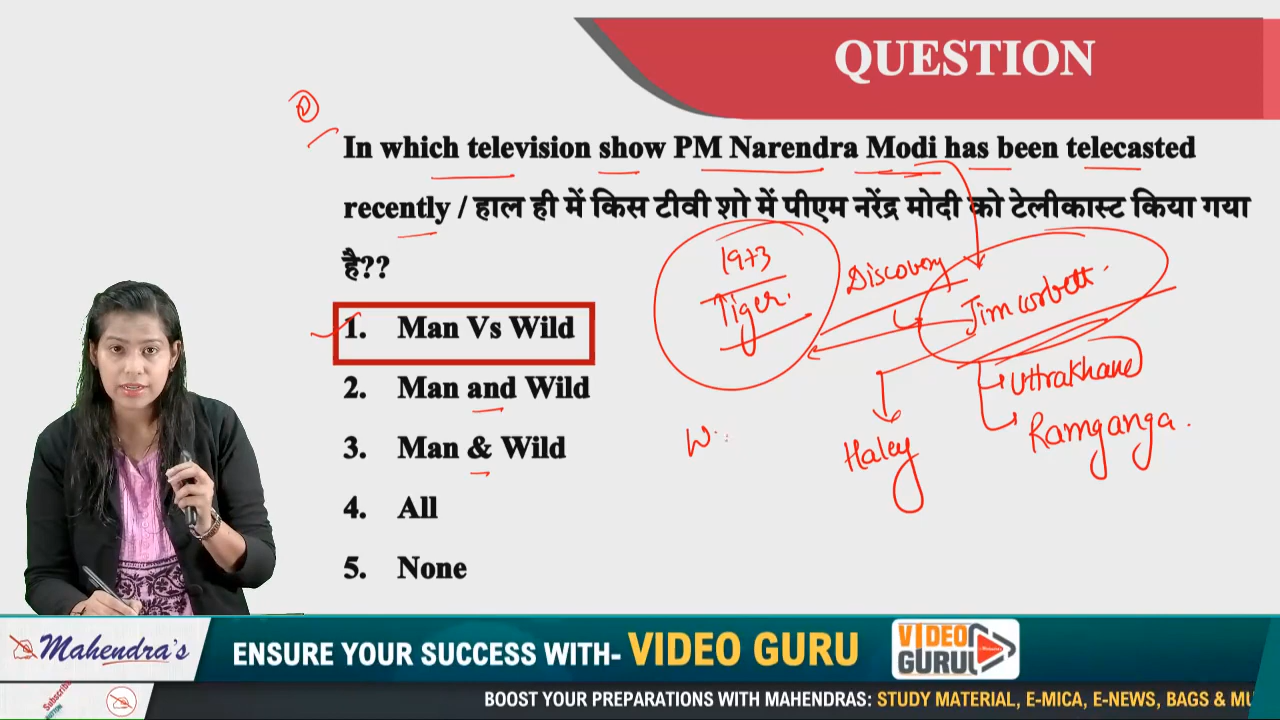 QUESTION
In which television show PM Narendra Modi has been telecasted
recently / हाल ही में किस टीवी शो में पीएम नरेंद्र मोदी को टेलीकास्ट किया गया
है??
1973
Tiger.
Discovery
Jim corbett.
1. Man Vs Wild
2. Man and Wild
3. Man & Wild
4. All
5. None
Uttrakhand
Ramganga.
Haley
W
Mahendra's
ENSURE YOUR SUCCESS WITH- VIDEO GURU
VIDEO
GURU
BOOST YOUR PREPARATIONS WITH MAHENDRAS: STUDY MATERIAL, E-MICA, E-NEWS, BAGS & MU